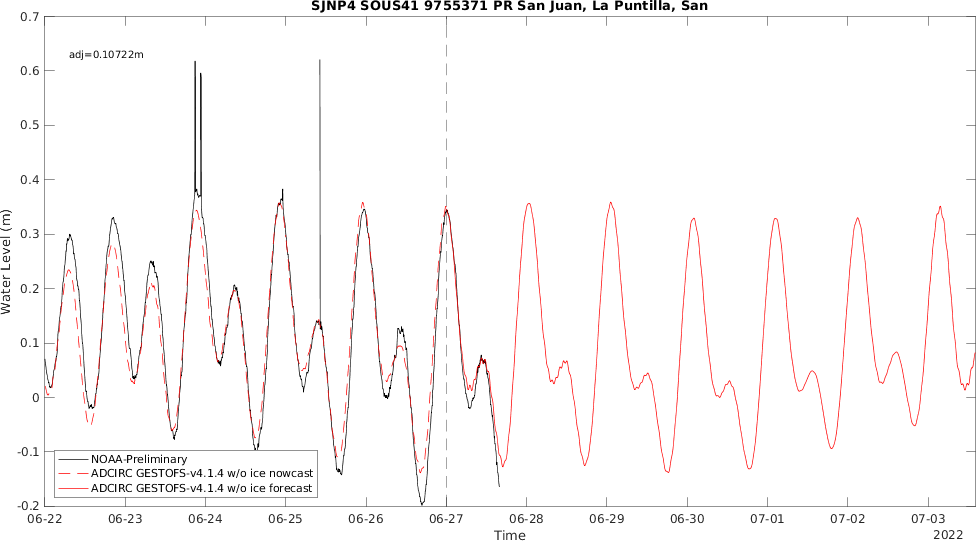 SJNP4 SOUS41 9755371 PR San Juan, La Puntilla, San
adj=0.10722m
Water Level (m)
0.7
0.6
0.5
0.4
0.3
0.2
0.1
0
-0.1
-0.2
NOAA-Preliminary
ADCIRC GESTOFS-v4.1.4 w/o ice nowcast
ADCIRC GESTOFS-v4.1.4 w/o ice forecast
06-22 06-23 06-24 06-25 06-26 06-27 06-28 06-29 06-30 07-01 07-02 07-03
Time
2022